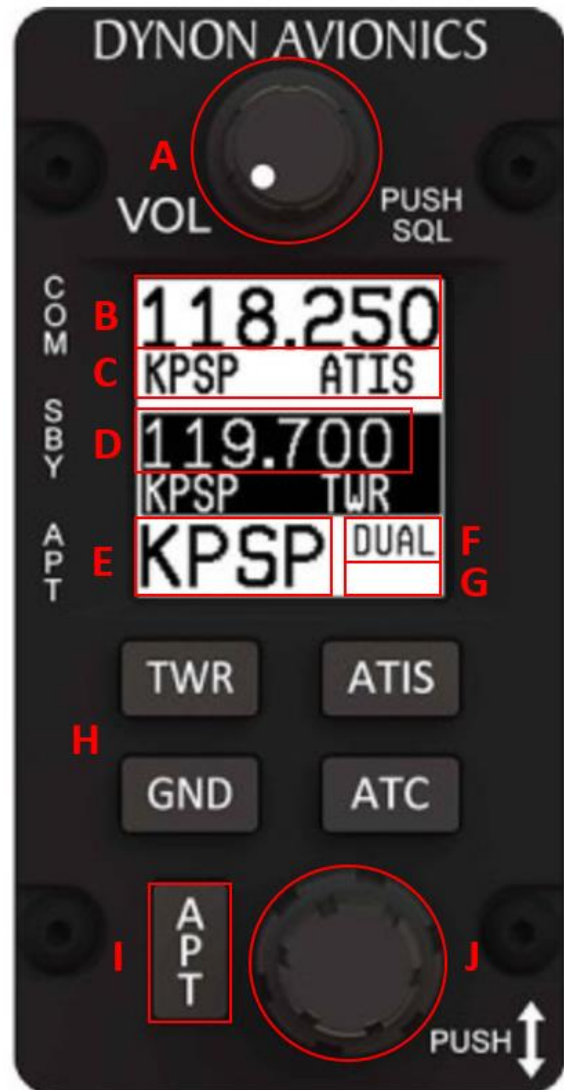 DYNON AVIONICS
A
VOL
PUSH
SQL
COM
B
118.250
C
KPSP ATIS
SBY
D
119.700
KPSP TWR
APT
E
KPSP
DUAL
F
G
TWR
ATIS
H
GND
ATC
I
APT
J
PUSH